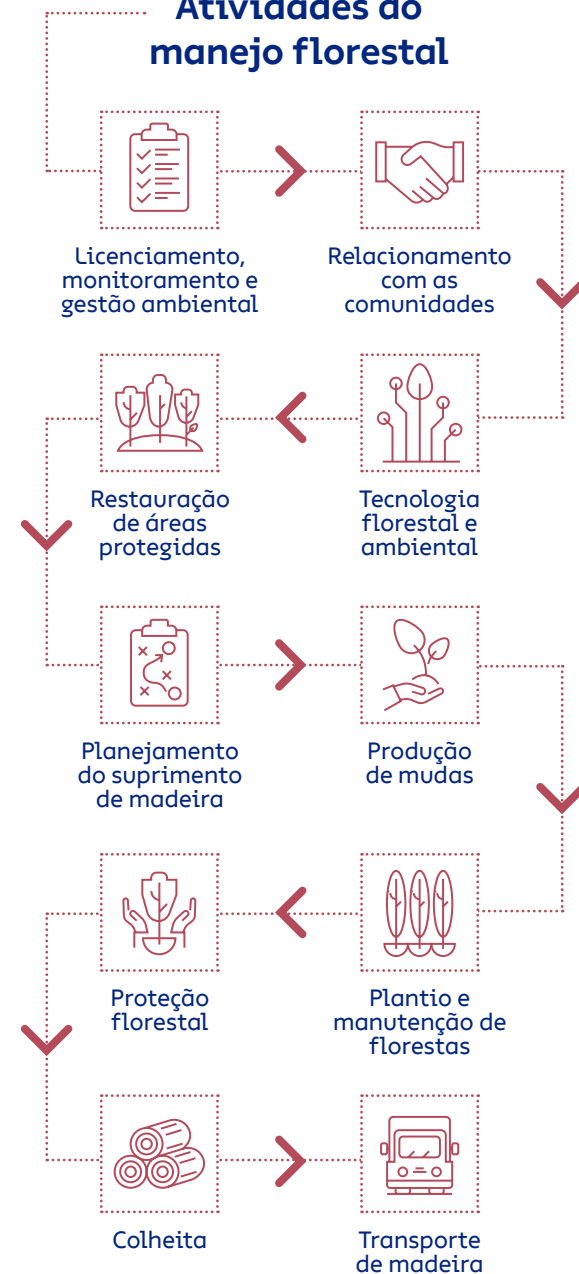 Atividades do
manejo florestal
Licenciamento,
monitoramento e
gestão ambiental
Relacionamento
com as
comunidades
Restauração
de áreas
protegidas
Tecnologia
florestal e
ambiental
Planejamento
do suprimento
de madeira
Produção
de mudas
Proteção
florestal
Plantio e
manutenção de
florestas
Colheita
Transporte
de madeira